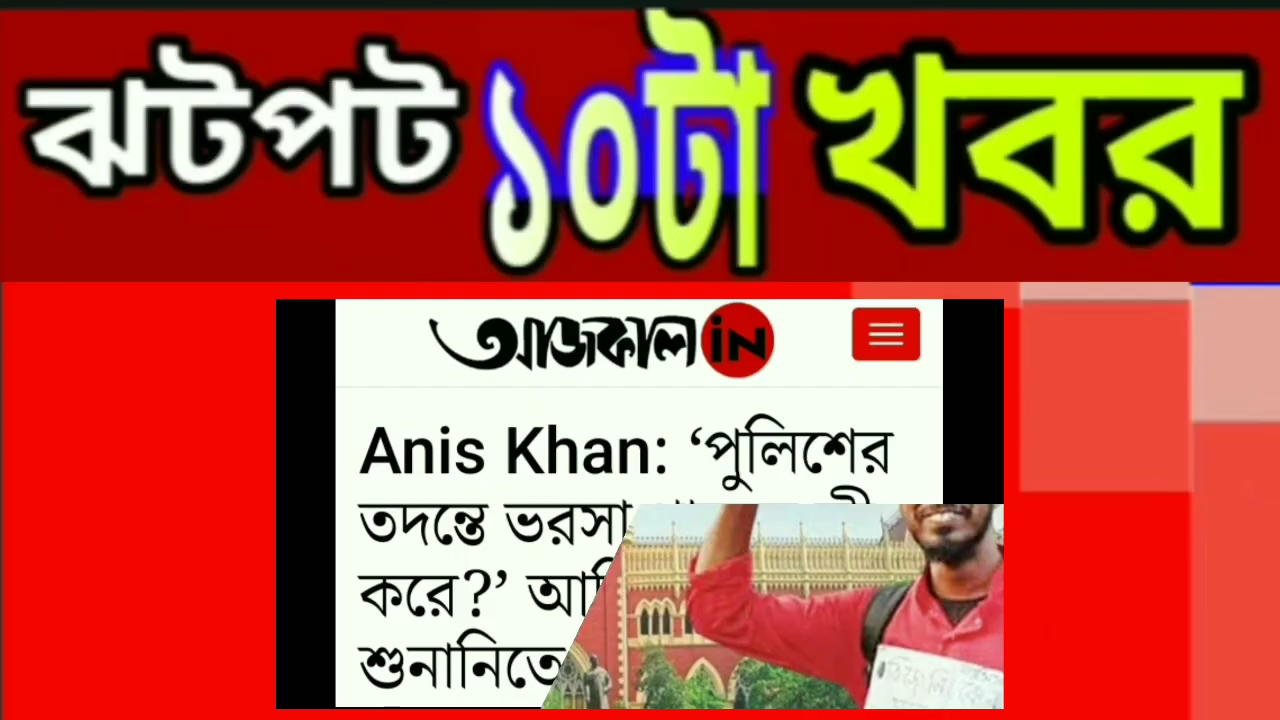 ঝটপট ১০টা খবর
আজকাল iN
Anis Khan: ‘পুলিশের
তদন্তে ভরসা
করে?’
শুনানিতে